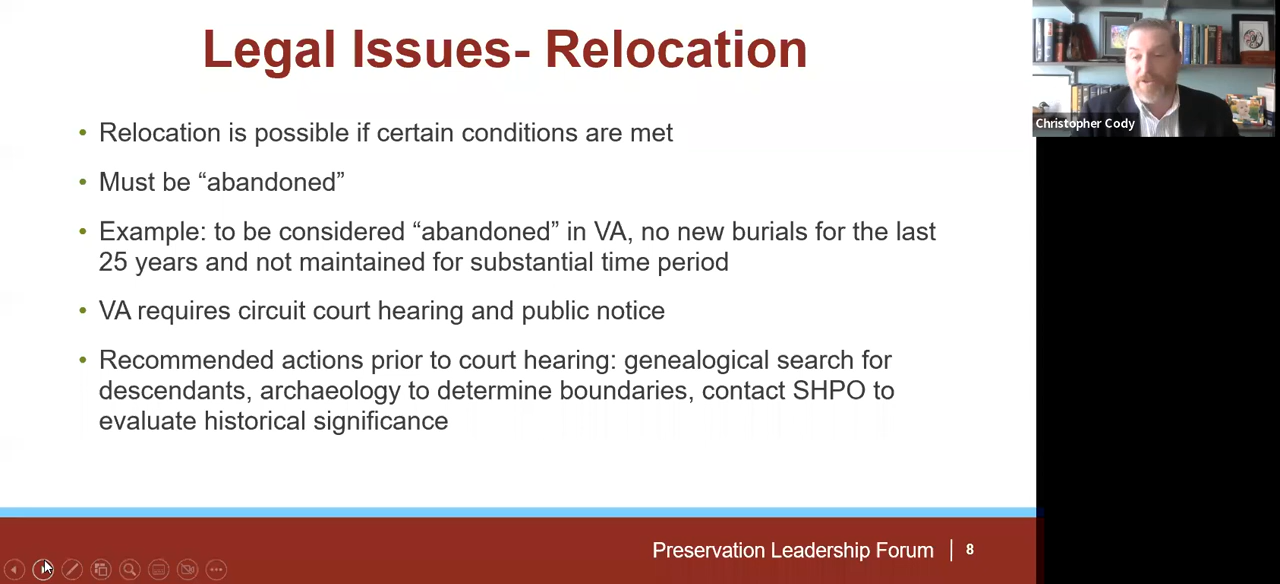 Legal Issues- Relocation
• Relocation is possible if certain conditions are met
• Must be “abandoned”
• Example: to be considered “abandoned” in VA, no new burials for the last
25 years and not maintained for substantial time period
• VA requires circuit court hearing and public notice
• Recommended actions prior to court hearing: genealogical search for
descendants, archaeology to determine boundaries, contact SHPO to
evaluate historical significance
Preservation Leadership Forum | 8
Christopher Cody